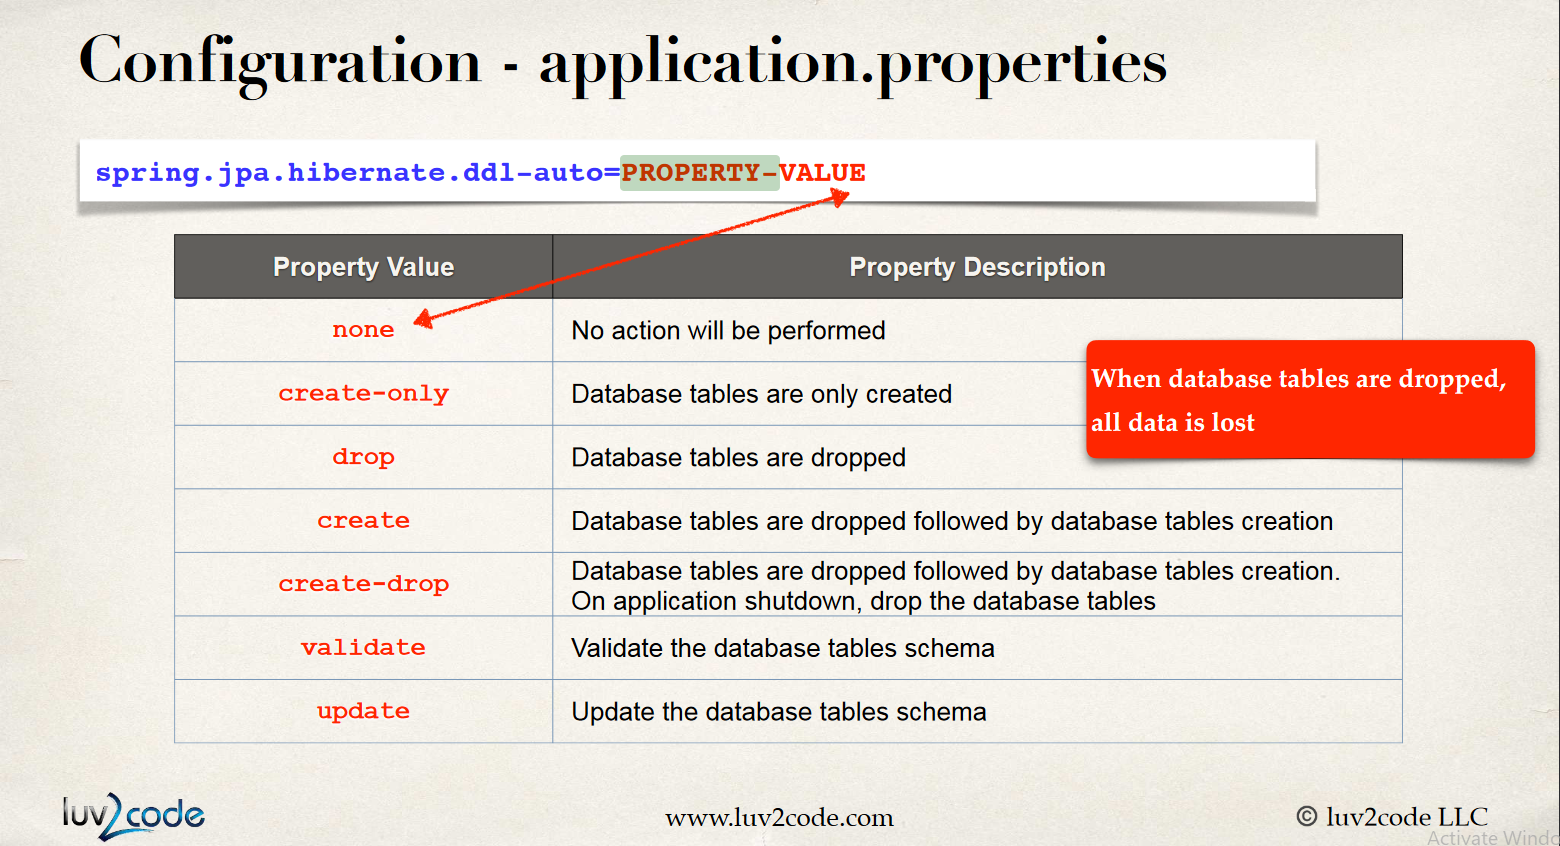 Configuration - application.properties
spring.jpa.hibernate.ddl-auto=PROPERTY-VALUE
Property Value
Property Description
none
No action will be performed
create-only
Database tables are only created
When database tables are dropped,
all data is lost
drop
Database tables are dropped
create
Database tables are dropped followed by database tables creation
create-drop
Database tables are dropped followed by database tables creation.
On application shutdown, drop the database tables
validate
Validate the database tables schema
update
Update the database tables schema
luv2code
www.luv2code.com
© luv2code LLC
Activate Windo